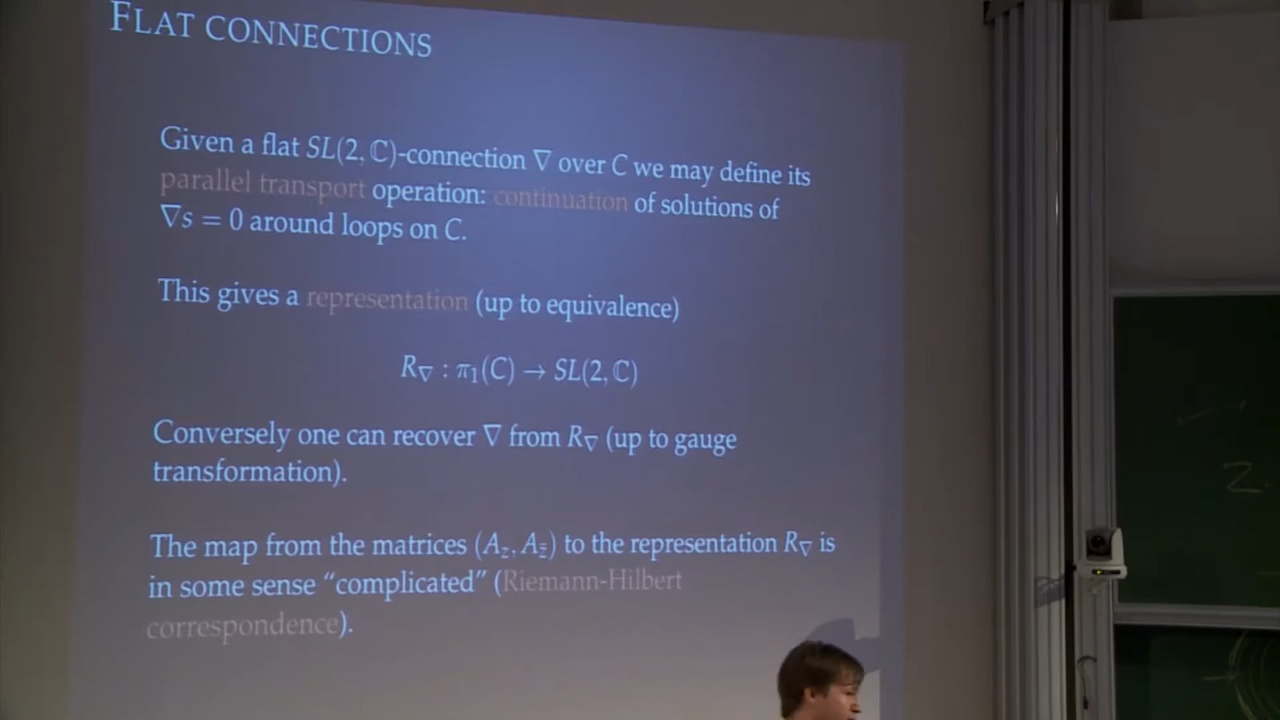 FLAT CONNECTIONS
Given a flat SL(2, ℂ)-connection ∇ over C we may define its
parallel transport operation: continuation of solutions of
∇s = 0 around loops on C.
This gives a representation (up to equivalence)
R∇ : π₁(C) → SL(2, ℂ)
Conversely one can recover ∇ from R∇ (up to gauge
transformation).
The map from the matrices (A_z, A_z̄) to the representation R∇ is
in some sense “complicated” (Riemann-Hilbert
correspondence).